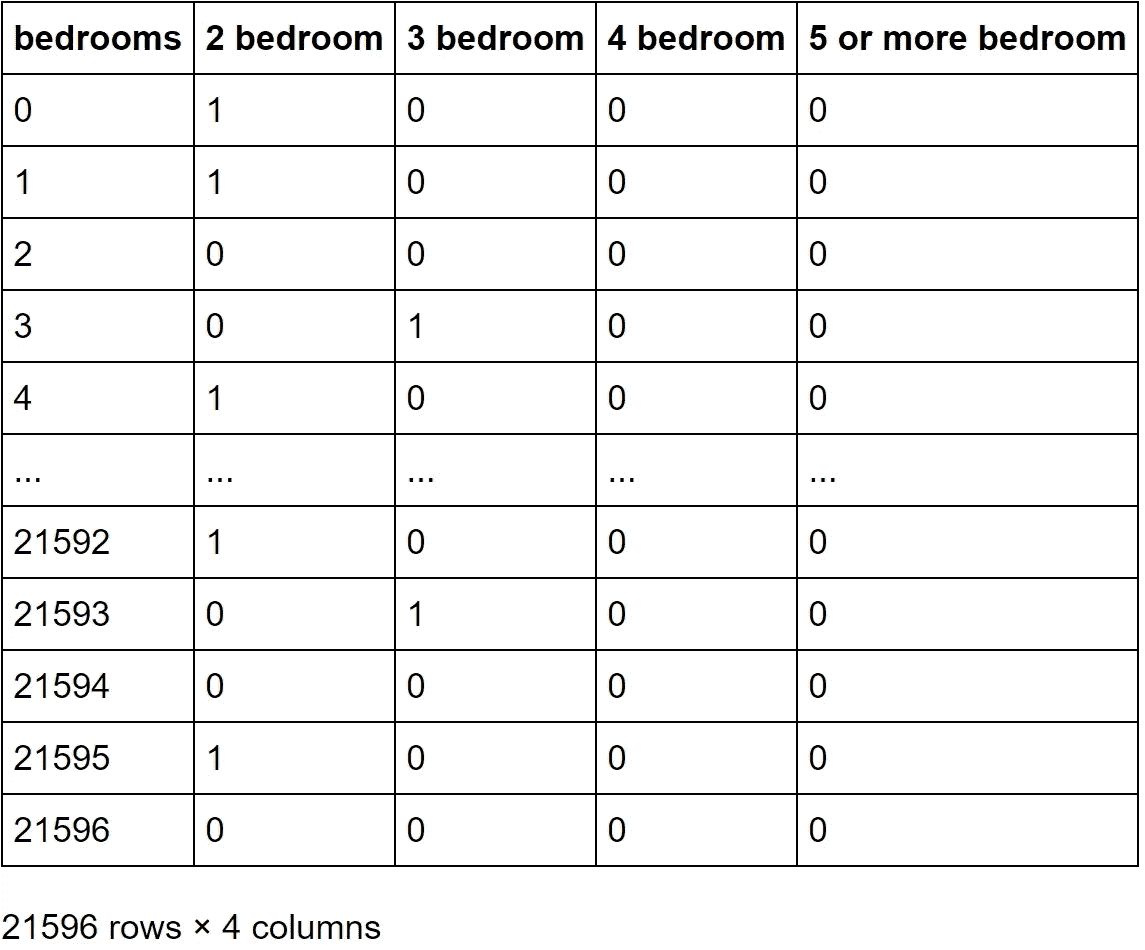 bedrooms 2 bedroom 3 bedroom 4 bedroom 5 or more bedroom
0 1 0 0 0
1 1 0 0 0
2 0 0 0 0
3 0 1 0 0
4 1 0 0 0
... ... ... ... ...
21592 1 0 0 0
21593 0 1 0 0
21594 0 0 0 0
21595 1 0 0 0
21596 0 0 0 0
21596 rows × 4 columns